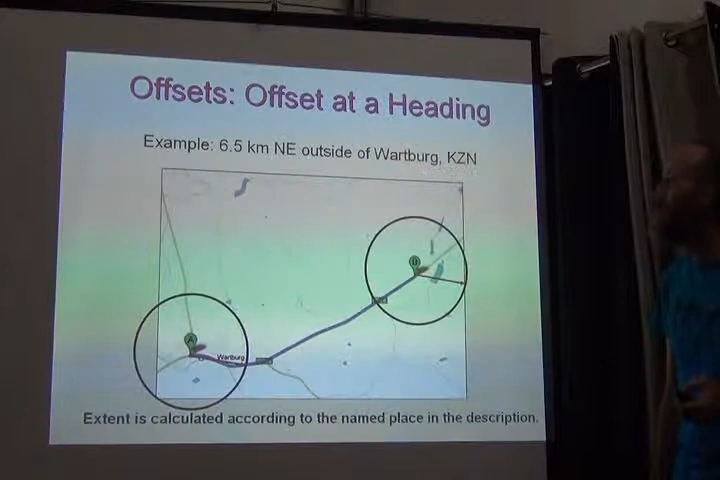 Offsets: Offset at a Heading
Example: 6.5 km NE outside of Wartburg, KZN
B
A
Wartburg
Extent is calculated according to the named place in the description.